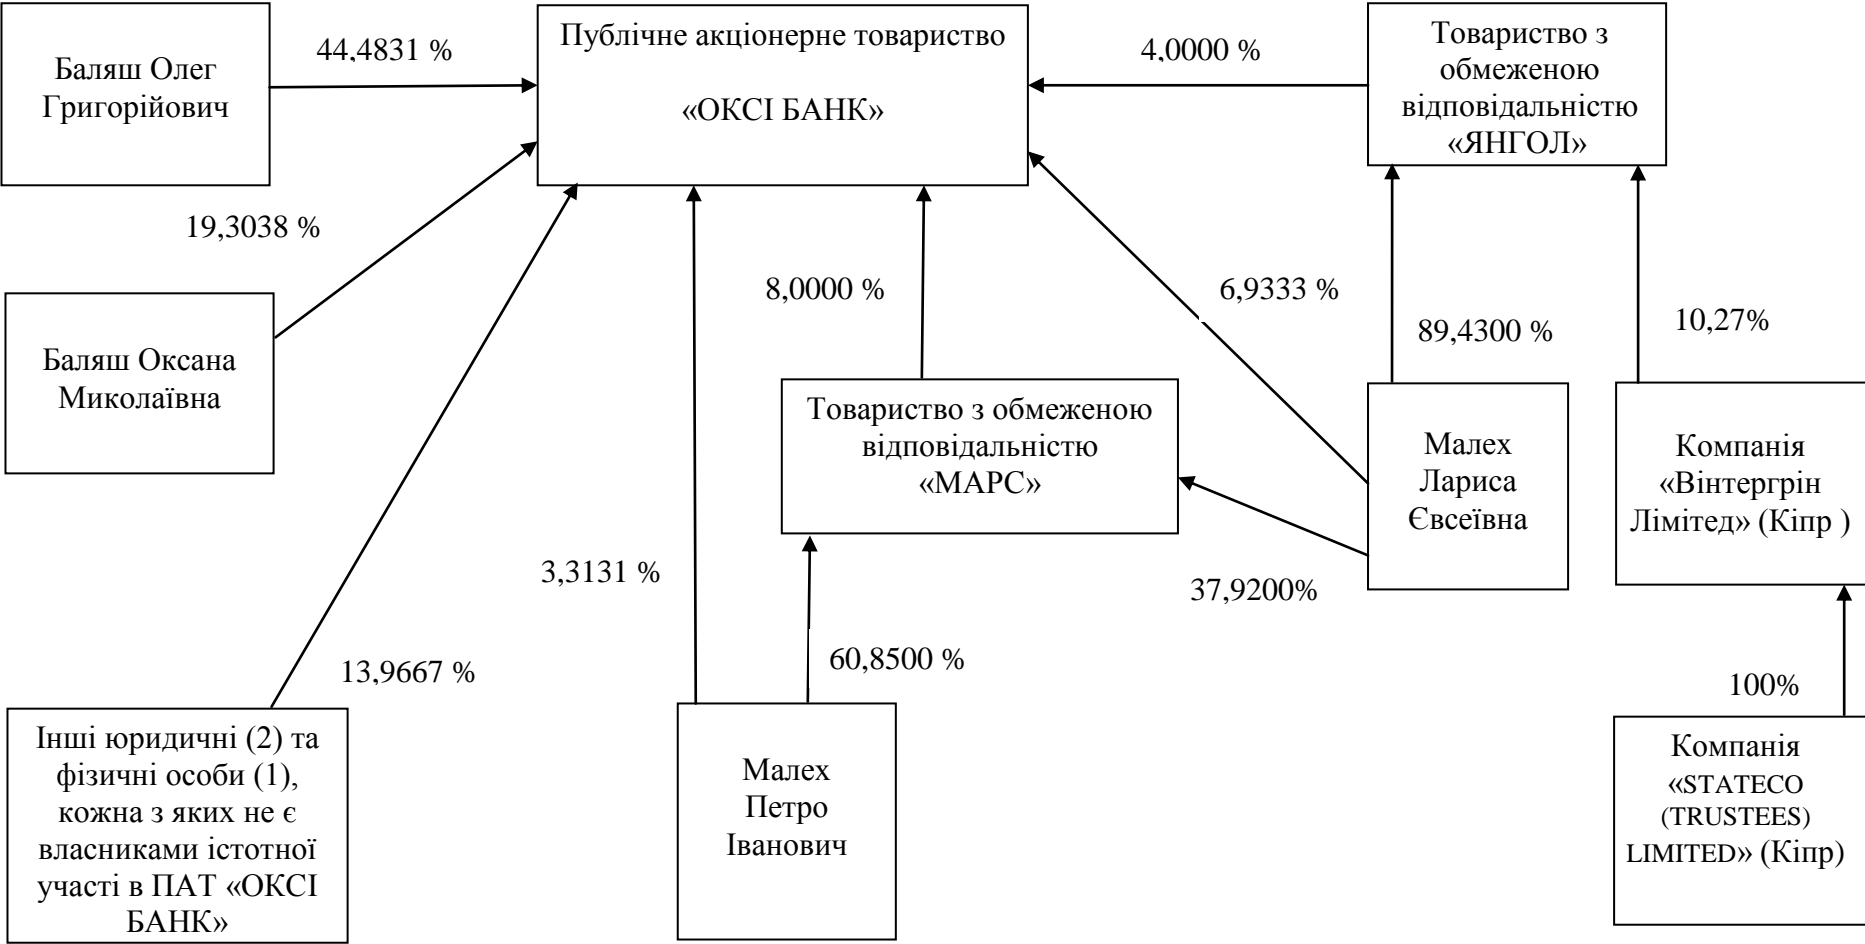 Баляш Олег
Григорійович
44,4831 %
Публічне акціонерне товариство
«ОКСІ БАНК»
4,0000 %
Товариство з
обмеженою
відповідальністю
«ЯНГОЛ»
19,3038 %
Баляш Оксана
Миколаївна
8,0000 %
6,9333 %
89,4300 %
10,27%
Товариство з обмеженою
відповідальністю
«МАРС»
Малех
Лариса
Євсеївна
Компанія
«Вінтергрін
Лімітед» (Кіпр )
3,3131 %
37,9200%
13,9667 %
60,8500 %
100%
Інші юридичні (2) та
фізичні особи (1),
кожна з яких не є
власниками істотної
участі в ПАТ «ОКСІ
БАНК»
Малех
Петро
Іванович
Компанія
«STATECO
(TRUSTEES)
LIMITED» (Кіпр)